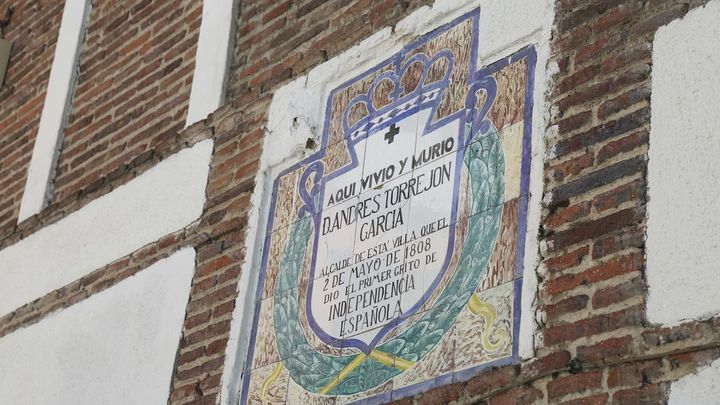 AQUI VIVIO Y MURIO
D.ANDRES TORREJON
GARCIA
ALCALDE DE ESTA VILLA QUE EL
2 DE MAYO DE 1808
DIO EL PRIMER GRITO DE
INDEPENDENCIA
ESPAÑOLA